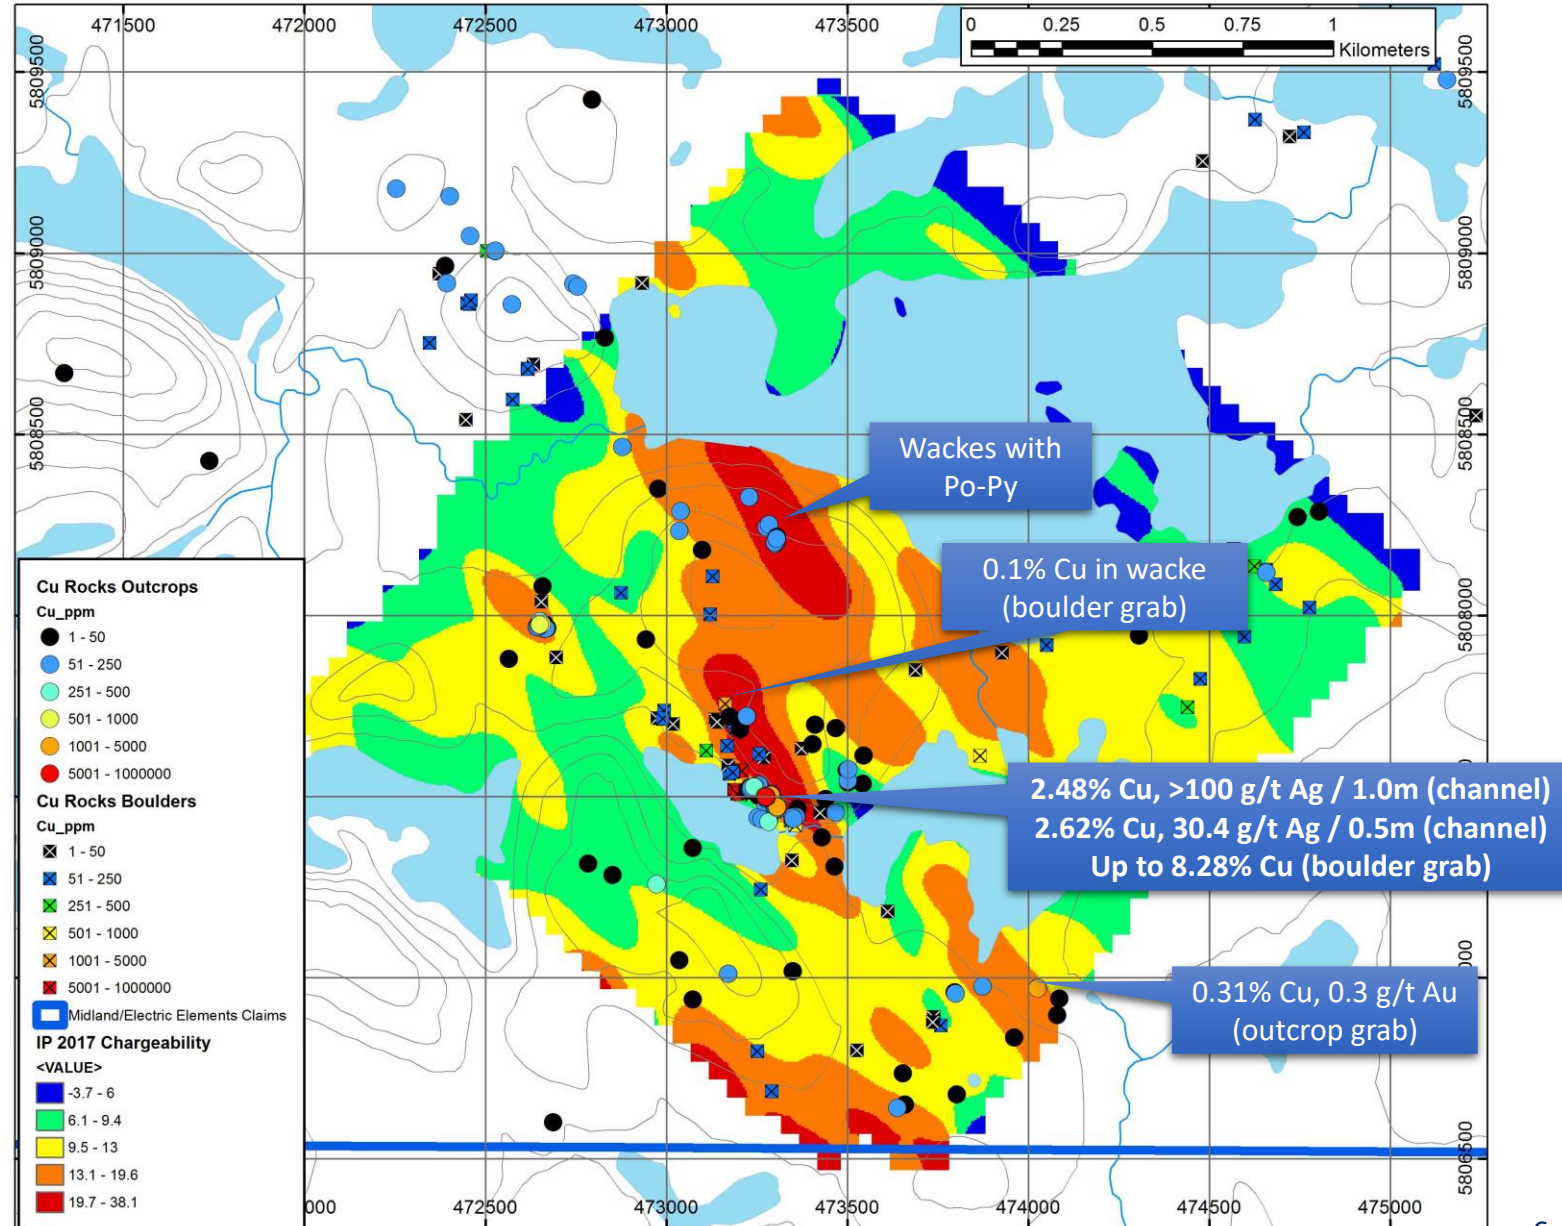 471500
472000
472500
473000
473500
0
0.25
0.5
0.75
1
Kilometers
5809500
5809500
5809000
5809000
5808500
5808500
Wackes with
Po-Py
0.1% Cu in wacke
(boulder grab)
5808000
5808000
2.48% Cu, >100 g/t Ag / 1.0m (channel)
2.62% Cu, 30.4 g/t Ag / 0.5m (channel)
Up to 8.28% Cu (boulder grab)
0.31% Cu, 0.3 g/t Au
(outcrop grab)
5806500
Cu Rocks Outcrops
Cu_ppm
1 - 50
51 - 250
251 - 500
501 - 1000
1001 - 5000
5001 - 1000000
Cu Rocks Boulders
Cu_ppm
1 - 50
51 - 250
251 - 500
501 - 1000
1001 - 5000
5001 - 1000000
Midland/Electric Elements Claims
IP 2017 Chargeability
<VALUE>
-3.7 - 6
6.1 - 9.4
9.5 - 13
13.1 - 19.6
19.7 - 38.1
000
472500
473000
473500
474000
474500
475000